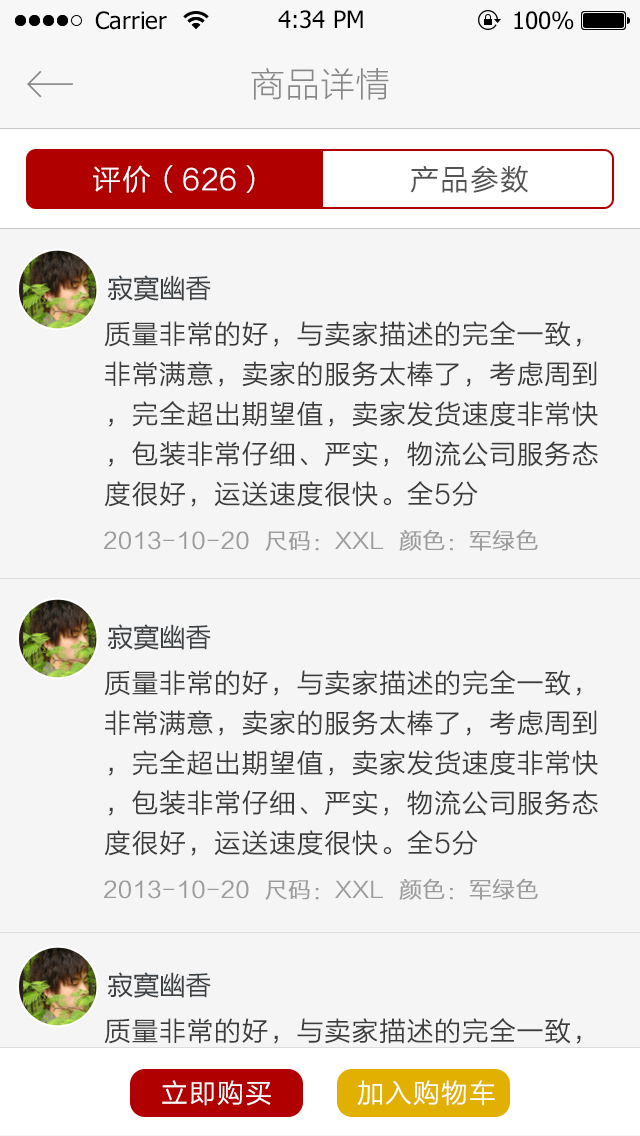 Carrier 4:34 PM 100%
商品详情
评价（626） 产品参数
寂寞幽香
质量非常的好，与卖家描述的完全一致，
非常满意，卖家的服务太棒了，考虑周到
，完全超出期望值，卖家发货速度非常快
，包装非常仔细、严实，物流公司服务态
度很好，运送速度很快。全5分
2013-10-20 尺码：XXL 颜色：军绿色
寂寞幽香
质量非常的好，与卖家描述的完全一致，
非常满意，卖家的服务太棒了，考虑周到
，完全超出期望值，卖家发货速度非常快
，包装非常仔细、严实，物流公司服务态
度很好，运送速度很快。全5分
2013-10-20 尺码：XXL 颜色：军绿色
寂寞幽香
质量非常的好，与卖家描述的完全一致，
立即购买 加入购物车